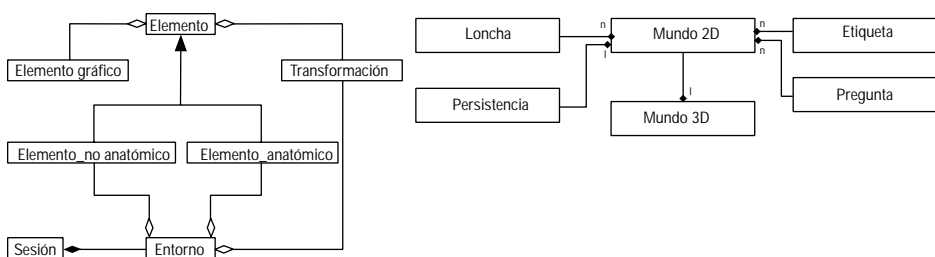 Elemento
Elemento gráfico
Transformación
Elemento_no anatómico
Elemento_anatómico
Sesión
Entorno
Loncha
n
Mundo 2D
n
Etiqueta
l
n
Persistencia
Pregunta
l
Mundo 3D